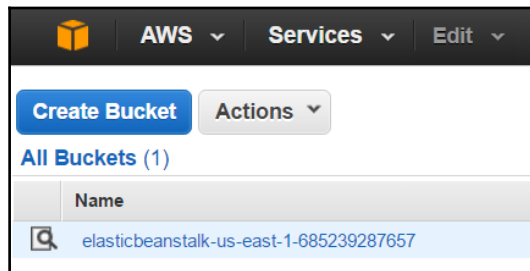 AWS Services Edit
Create Bucket Actions
All Buckets (1)
Name
elasticbeanstalk-us-east-1-685239287657